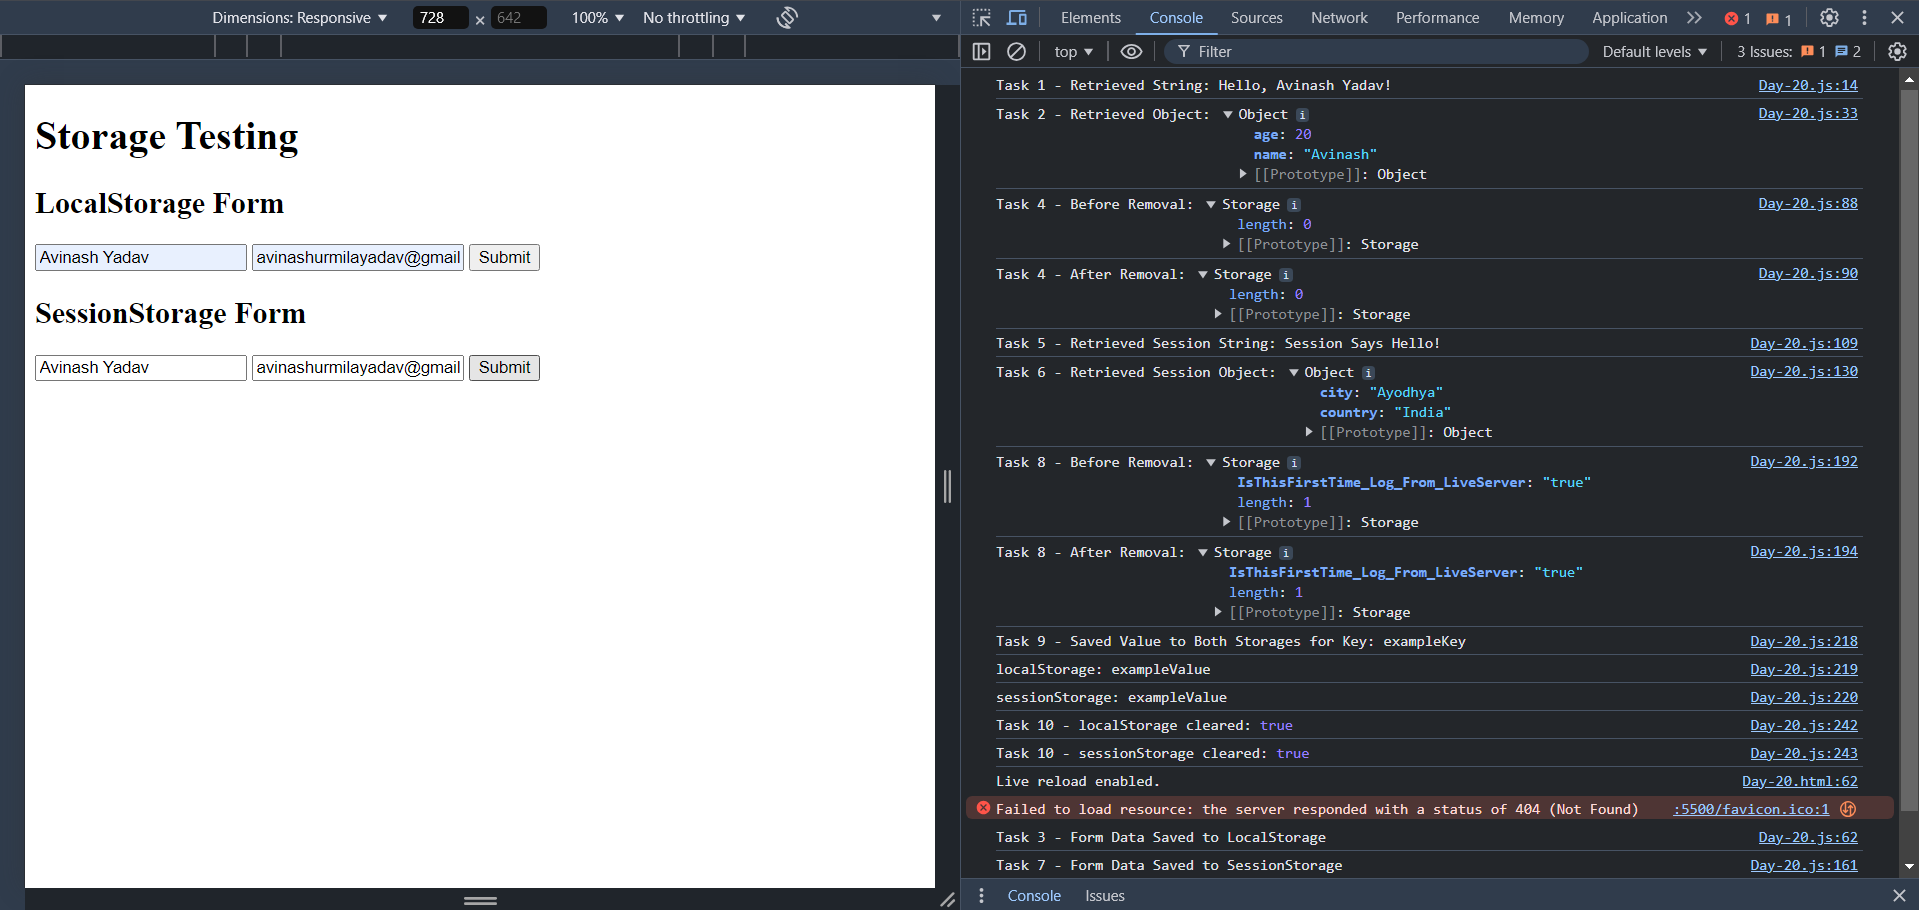 Dimensions: Responsive ▼ 728 × 642 100% ▼ No throttling ▼
Storage Testing
LocalStorage Form
Avinash Yadav avinashurmilayadav@gmail Submit
SessionStorage Form
Avinash Yadav avinashurmilayadav@gmail Submit
Elements Console Sources Network Performance Memory Application 1 1
top ▼ Filter Default levels ▼ 3 Issues: 1 2
Task 1 - Retrieved String: Hello, Avinash Yadav! Day-20.js:14
Task 2 - Retrieved Object: ▼ Object i Day-20.js:33
age: 20
name: "Avinash"
▶ [[Prototype]]: Object
Task 4 - Before Removal: ▼ Storage i Day-20.js:88
length: 0
▶ [[Prototype]]: Storage
Task 4 - After Removal: ▼ Storage i Day-20.js:90
length: 0
▶ [[Prototype]]: Storage
Task 5 - Retrieved Session String: Session Says Hello! Day-20.js:109
Task 6 - Retrieved Session Object: ▼ Object i Day-20.js:130
city: "Ayodhya"
country: "India"
▶ [[Prototype]]: Object
Task 8 - Before Removal: ▼ Storage i Day-20.js:192
IsThisFirstTime_Log_From_LiveServer: "true"
length: 1
▶ [[Prototype]]: Storage
Task 8 - After Removal: ▼ Storage i Day-20.js:194
IsThisFirstTime_Log_From_LiveServer: "true"
length: 1
▶ [[Prototype]]: Storage
Task 9 - Saved Value to Both Storages for Key: exampleKey Day-20.js:218
localStorage: exampleValue Day-20.js:219
sessionStorage: exampleValue Day-20.js:220
Task 10 - localStorage cleared: true Day-20.js:242
Task 10 - sessionStorage cleared: true Day-20.js:243
Live reload enabled. Day-20.html:62
Failed to load resource: the server responded with a status of 404 (Not Found) :5500/favicon.ico:1
Task 3 - Form Data Saved to LocalStorage Day-20.js:62
Task 7 - Form Data Saved to SessionStorage Day-20.js:161
Console Issues